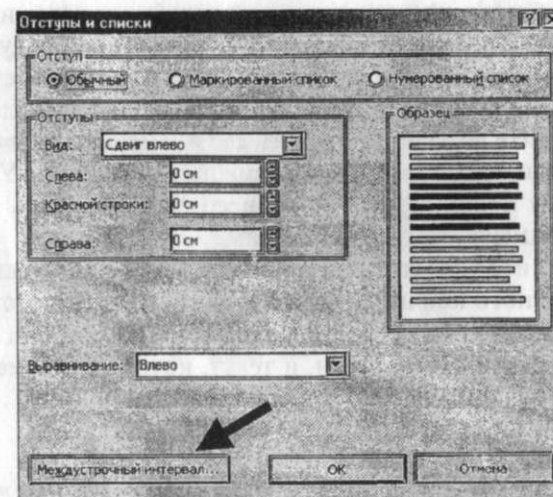 Отступы и списки
Отступ
Обычный Маркированный список Нумерованный список
Отступы
Вид: Сдвиг влево
Слева: 0 см
Красной строки: 0 см
Справа: 0 см
Образец
Выравнивание: Влево
Междустрочный интервал... OK Отмена